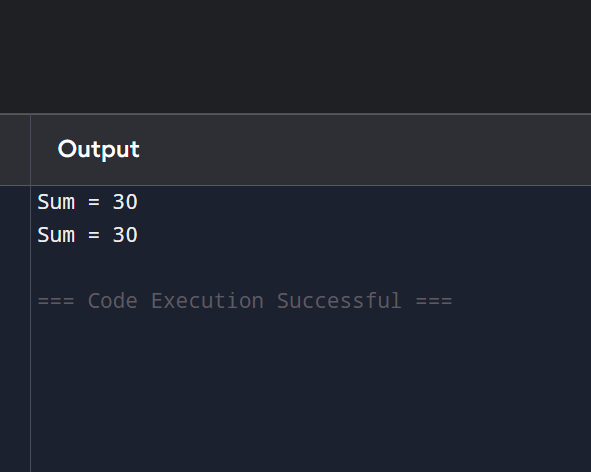 Output
Sum = 30
Sum = 30
=== Code Execution Successful ===